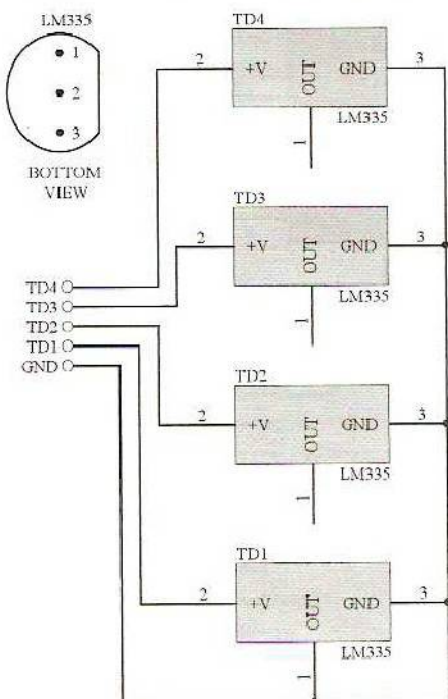 LM335
1
2
3
BOTTOM
VIEW
TD4
2
+V
OUT
GND
3
LM335
1
TD3
2
+V
OUT
GND
3
LM335
1
TD4
TD3
TD2
TD1
GND
TD2
2
+V
OUT
GND
3
LM335
1
TD1
2
+V
OUT
GND
3
LM335
1